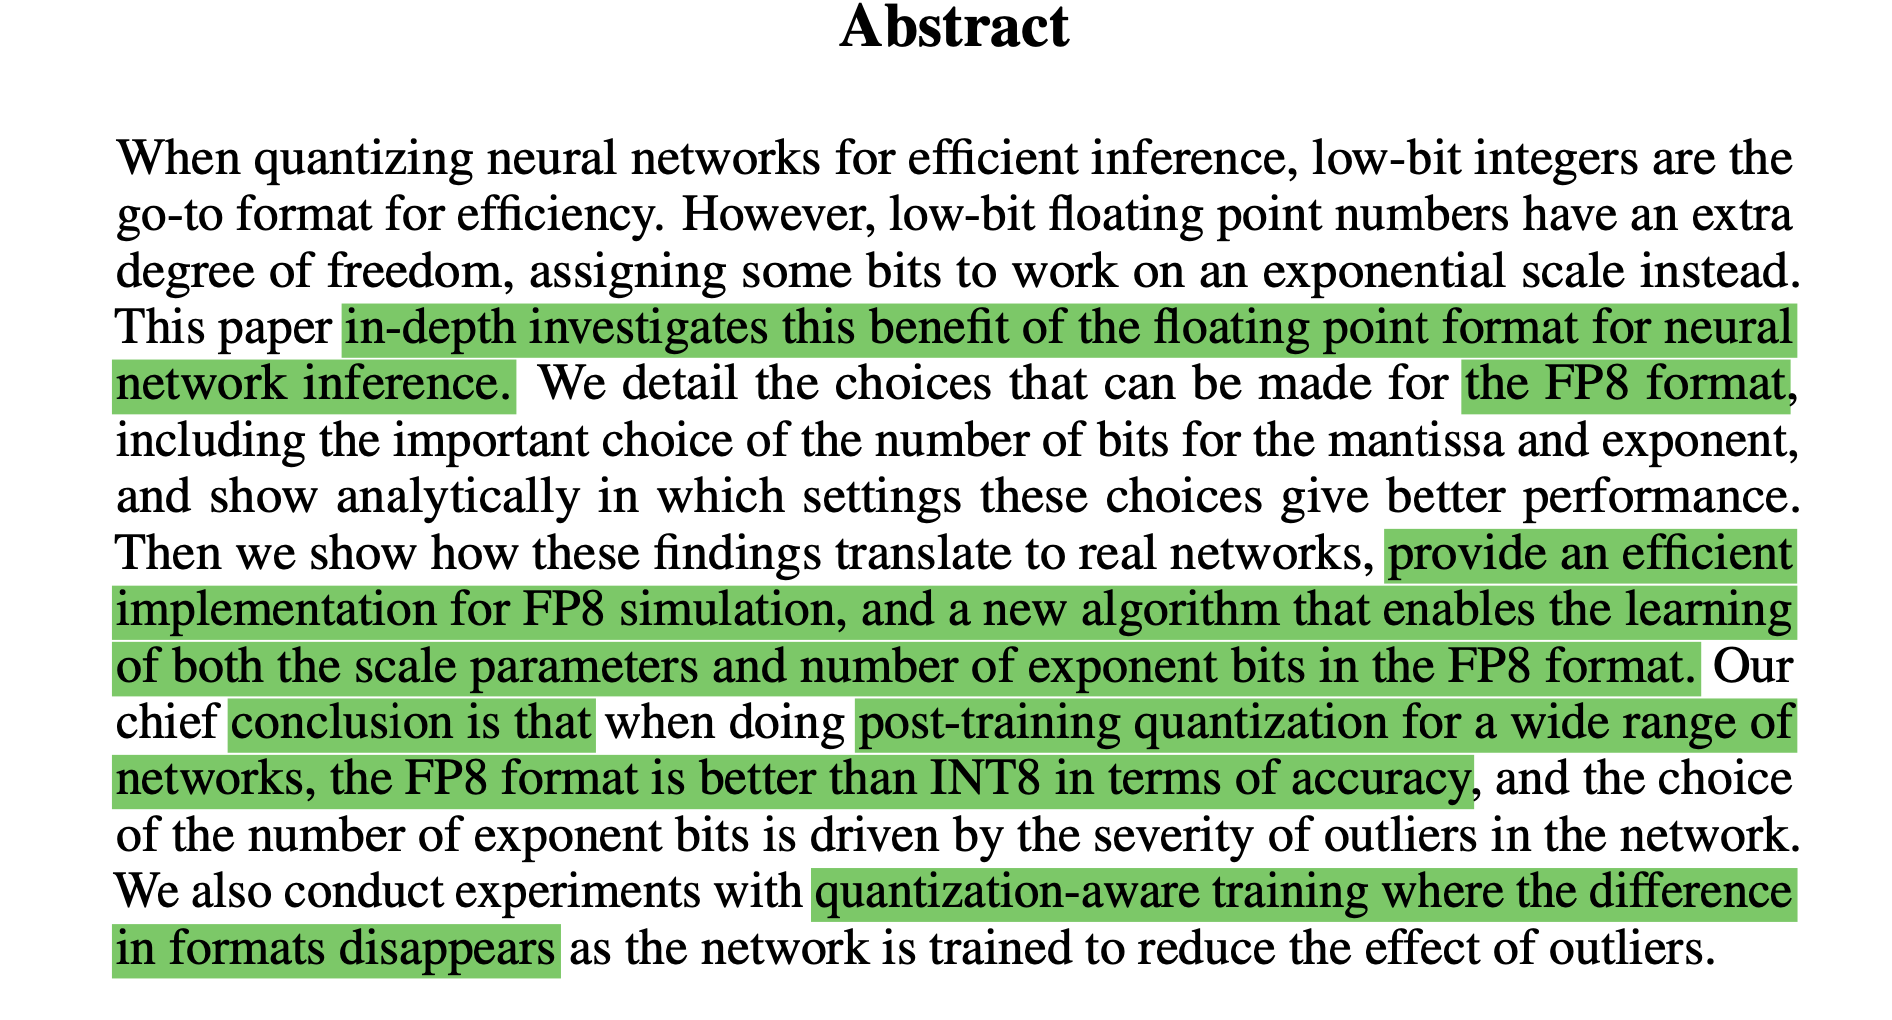 Abstract
When quantizing neural networks for efficient inference, low-bit integers are the
go-to format for efficiency. However, low-bit floating point numbers have an extra
degree of freedom, assigning some bits to work on an exponential scale instead.
This paper in-depth investigates this benefit of the floating point format for neural
network inference. We detail the choices that can be made for the FP8 format,
including the important choice of the number of bits for the mantissa and exponent,
and show analytically in which settings these choices give better performance.
Then we show how these findings translate to real networks, provide an efficient
implementation for FP8 simulation, and a new algorithm that enables the learning
of both the scale parameters and number of exponent bits in the FP8 format. Our
chief conclusion is that when doing post-training quantization for a wide range of
networks, the FP8 format is better than INT8 in terms of accuracy, and the choice
of the number of exponent bits is driven by the severity of outliers in the network.
We also conduct experiments with quantization-aware training where the difference
in formats disappears as the network is trained to reduce the effect of outliers.